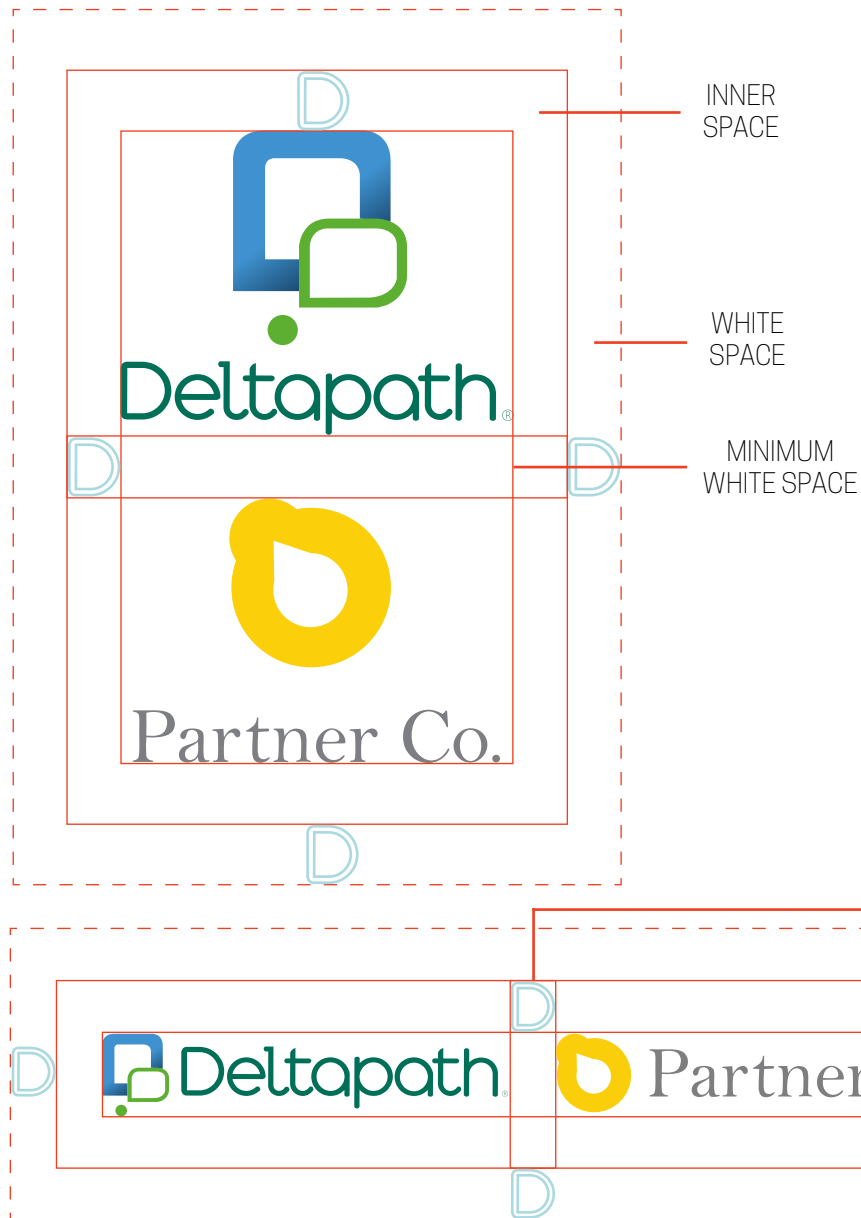 D
INNER
SPACE
WHITE
SPACE
Deltapath®
D
D
MINIMUM
WHITE SPACE
Partner Co.
D
D
D
Deltapath®
Partner
D